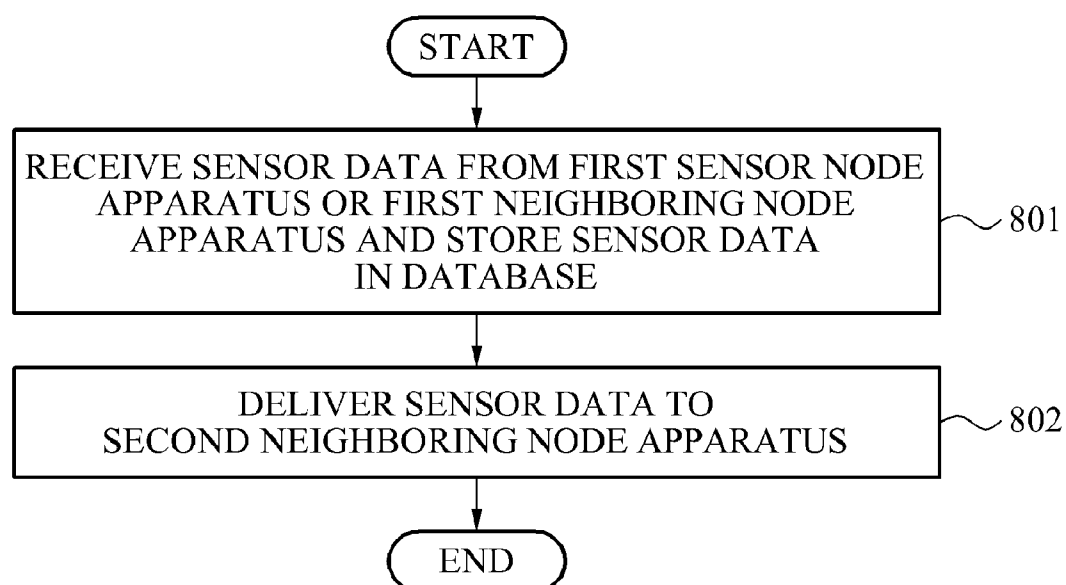 START
RECEIVE SENSOR DATA FROM FIRST SENSOR NODE
APPARATUS OR FIRST NEIGHBORING NODE
APPARATUS AND STORE SENSOR DATA
IN DATABASE
801
DELIVER SENSOR DATA TO
SECOND NEIGHBORING NODE APPARATUS
802
END